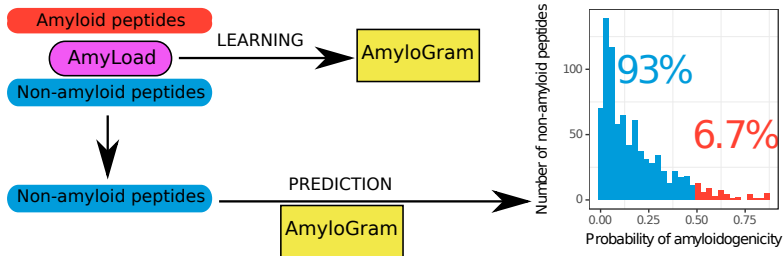 Amyloid peptides
AmyLoad
Non-amyloid peptides
LEARNING
AmyloGram
Non-amyloid peptides
PREDICTION
AmyloGram
Number of non-amyloid peptides
100
50
0
93%
6.7%
0.00
0.25
0.50
0.75
Probability of amyloidogenicity